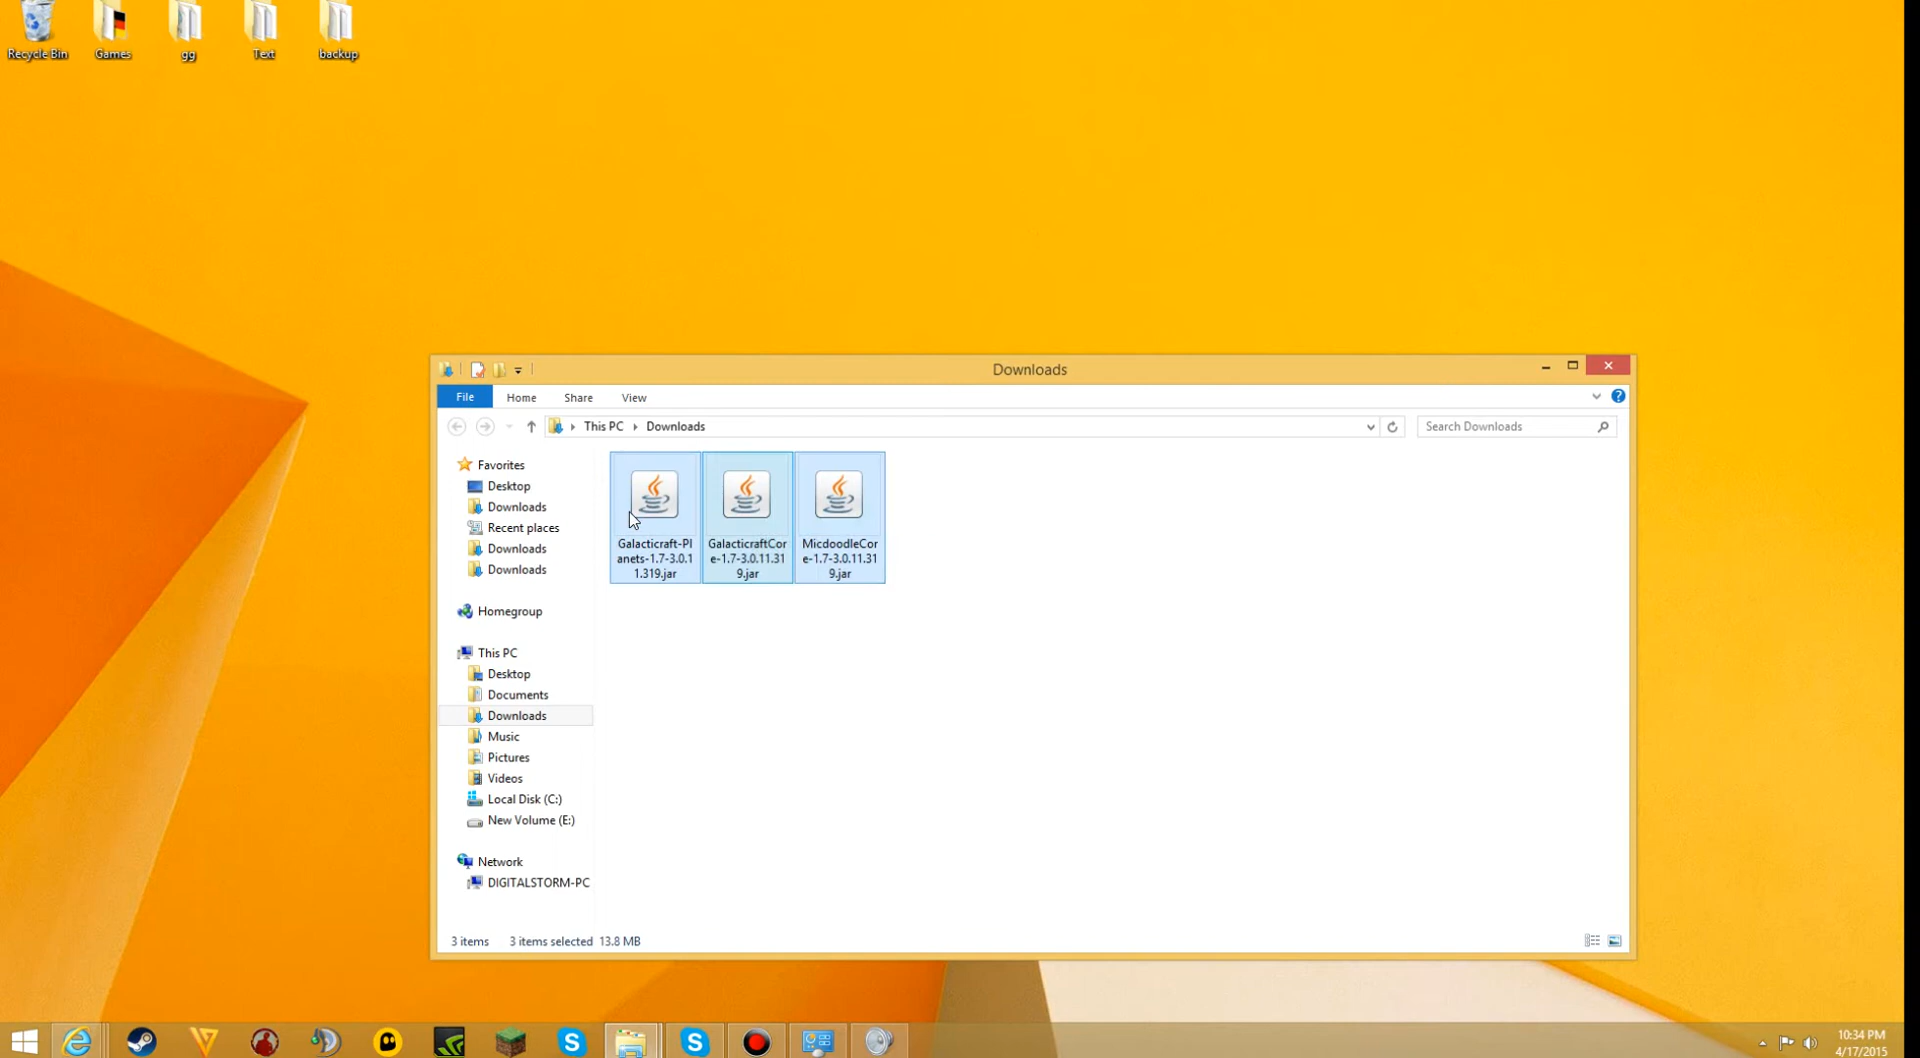 Recycle Bin
Games
gg
Text
backup
Downloads
File
Home
Share
View
This PC
Downloads
Search Downloads
Favorites
Desktop
Downloads
Recent places
Downloads
Downloads
Homegroup
This PC
Desktop
Documents
Downloads
Music
Pictures
Videos
Local Disk (C:)
New Volume (E:)
Network
DIGITALSTORM-PC
Galacticraft-Pl
anets-1.7-3.0.1
1.319.jar
GalacticraftCor
e-1.7-3.0.11.31
9.jar
MicdoodleCor
e-1.7-3.0.11.31
9.jar
3 items
3 items selected
13.8 MB
10:34 PM
4/17/2015